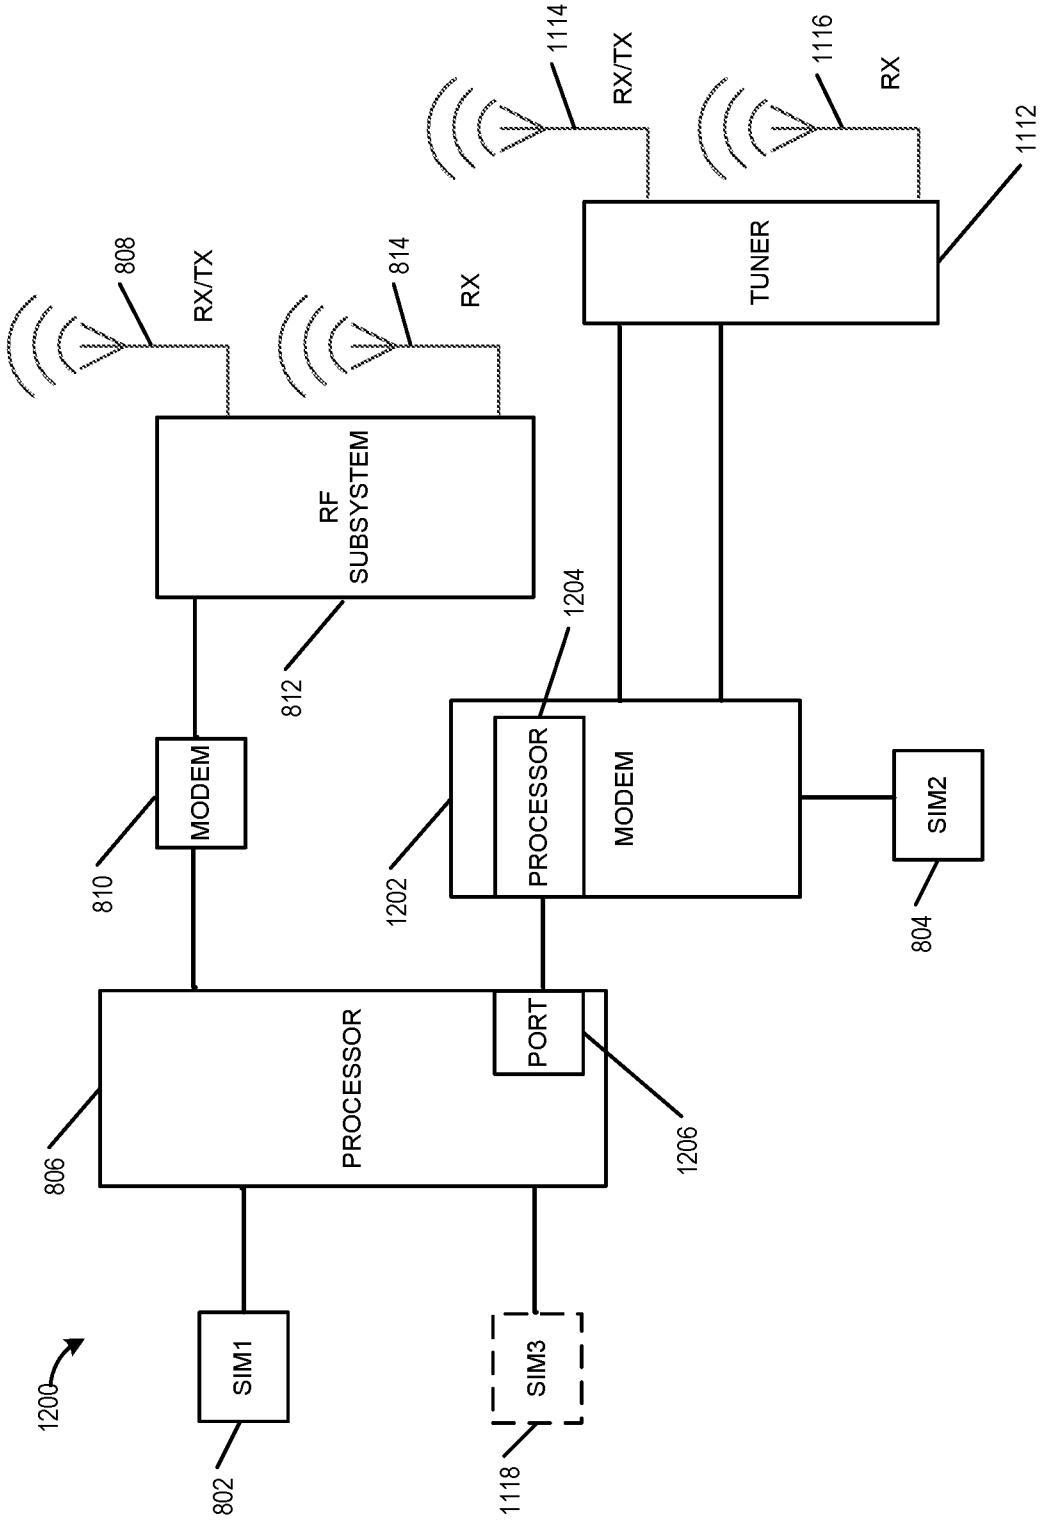 1200
802
SIM1
1118
SIM3
806
PROCESSOR
PORT
1206
810
MODEM
1202
PROCESSOR
1204
MODEM
804
SIM2
812
RF
SUBSYSTEM
808
RX/TX
814
RX
TUNER
1112
1114
RX/TX
1116
RX